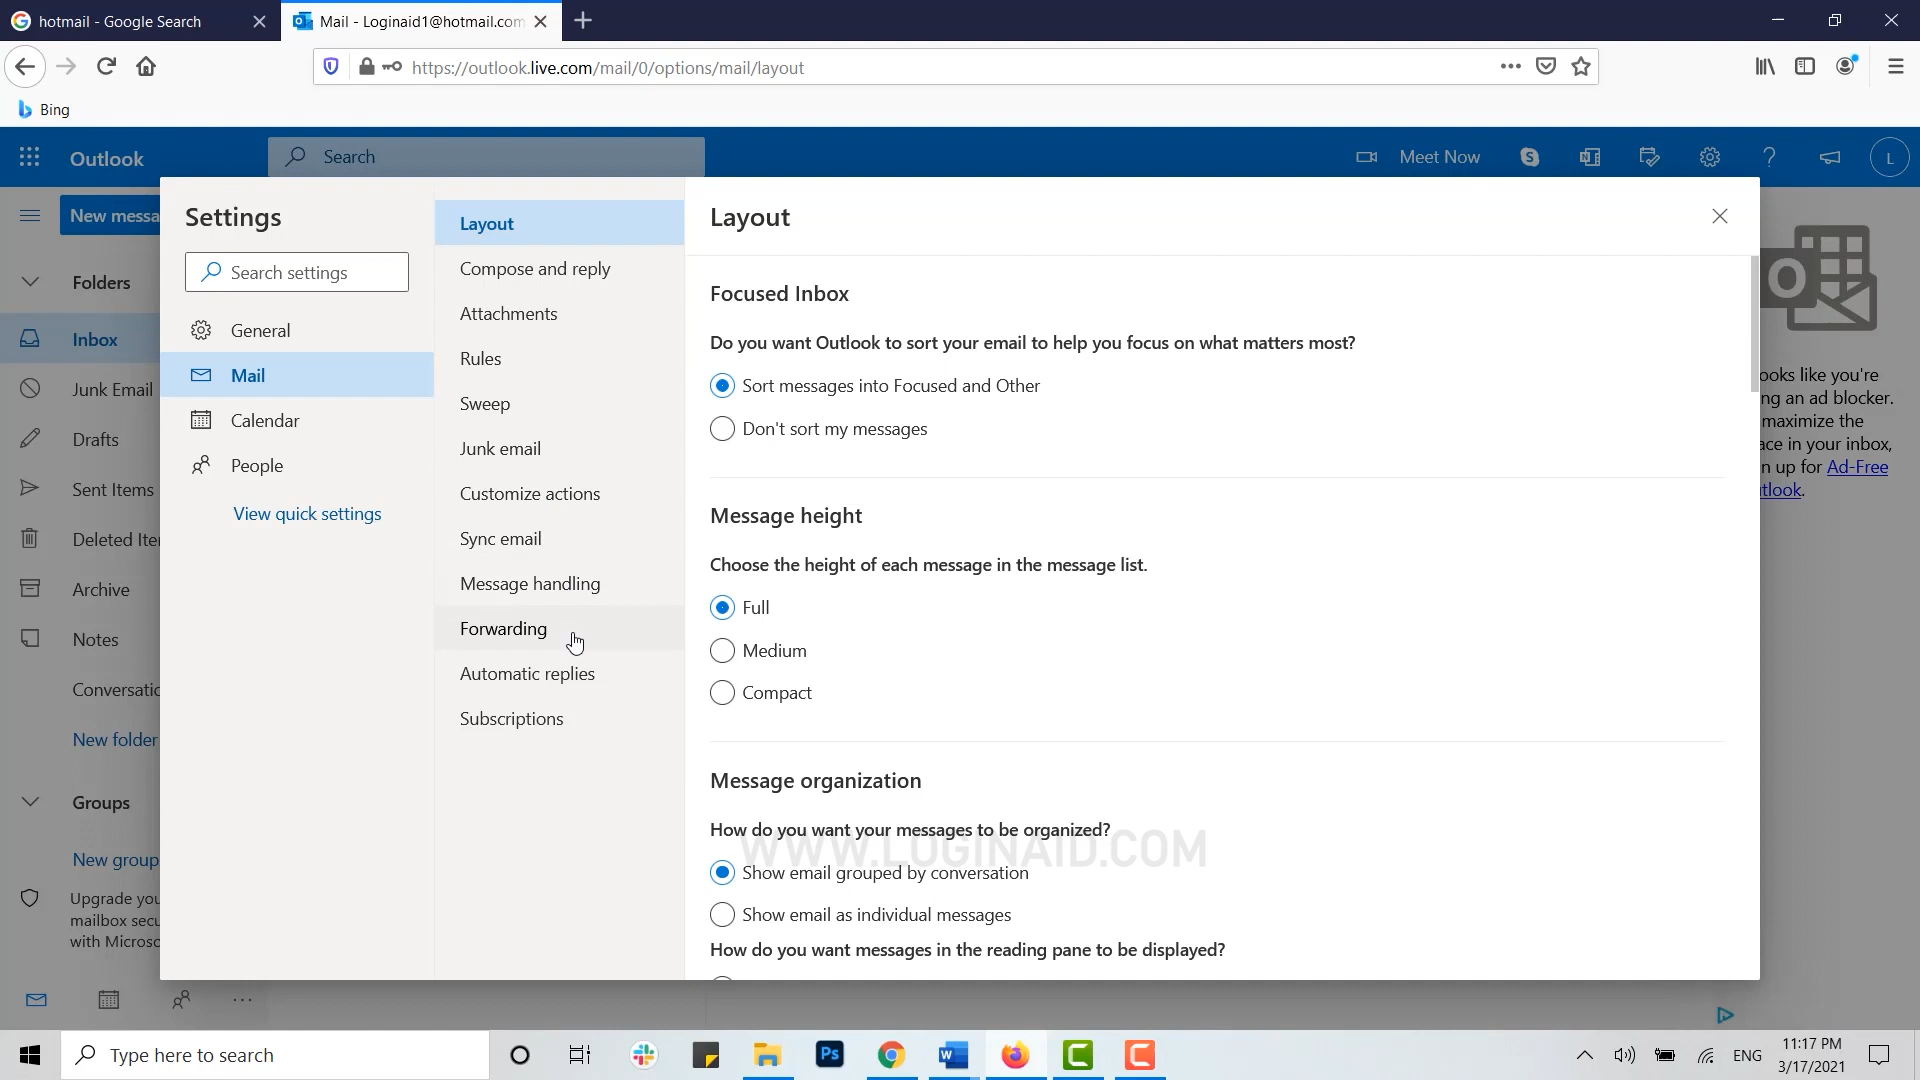 hotmail - Google Search
Mail - Loginaid1@hotmail.com
https://outlook.live.com/mail/0/options/mail/layout
Bing
Outlook
Search
Meet Now
L
New messa
Folders
Inbox
Junk Email
Drafts
Sent Items
Deleted Ite
Archive
Notes
Conversatio
New folder
Groups
New group
Upgrade you
mailbox secu
with Microso
Settings
Search settings
General
Mail
Calendar
People
View quick settings
Layout
Compose and reply
Attachments
Rules
Sweep
Junk email
Customize actions
Sync email
Message handling
Forwarding
Automatic replies
Subscriptions
Layout
Focused Inbox
Do you want Outlook to sort your email to help you focus on what matters most?
Sort messages into Focused and Other
Don't sort my messages
Message height
Choose the height of each message in the message list.
Full
Medium
Compact
Message organization
How do you want your messages to be organized?
WWW.LOGINAID.COM
Show email grouped by conversation
Show email as individual messages
How do you want messages in the reading pane to be displayed?
ooks like you're
ng an ad blocker.
maximize the
ace in your inbox,
n up for Ad-Free
tlook.
Type here to search
Ps
W
ENG
11:17 PM
3/17/2021